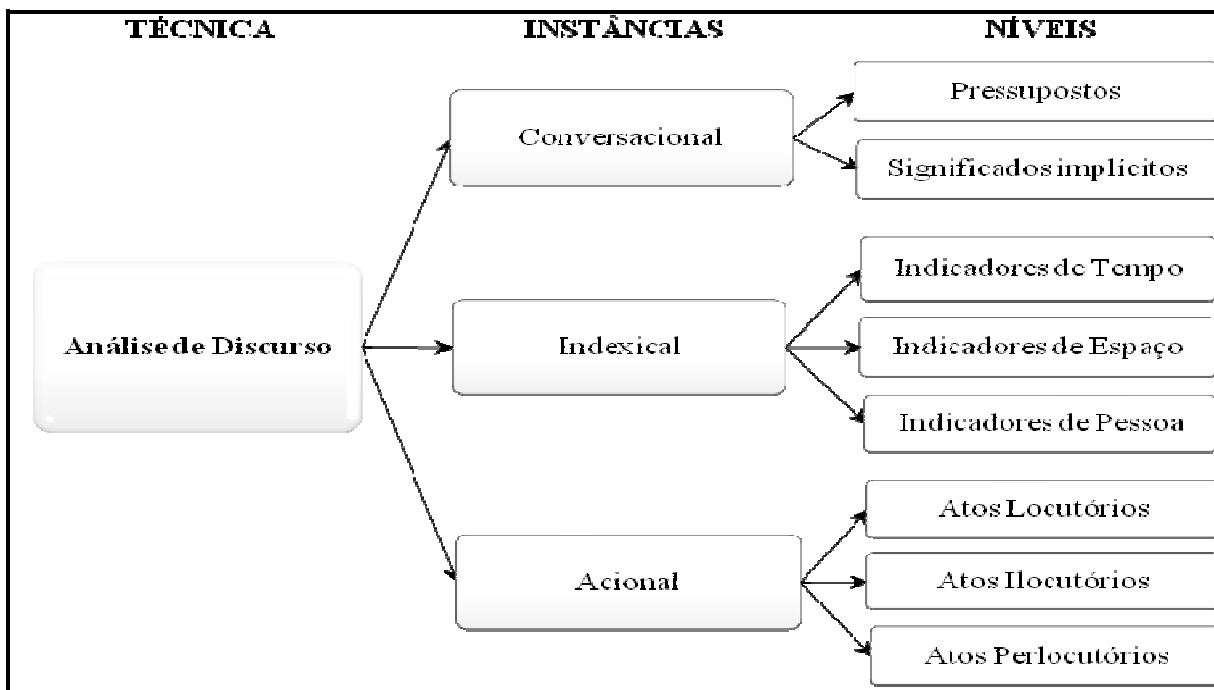 TÉCNICA
INSTÂNCIAS
NÍVEIS
Análise de Discurso
Conversacional
Pressupostos
Significados implícitos
Indexical
Indicadores de Tempo
Indicadores de Espaço
Indicadores de Pessoa
Acional
Atos Locutórios
Atos Ilocutórios
Atos Perlocutórios